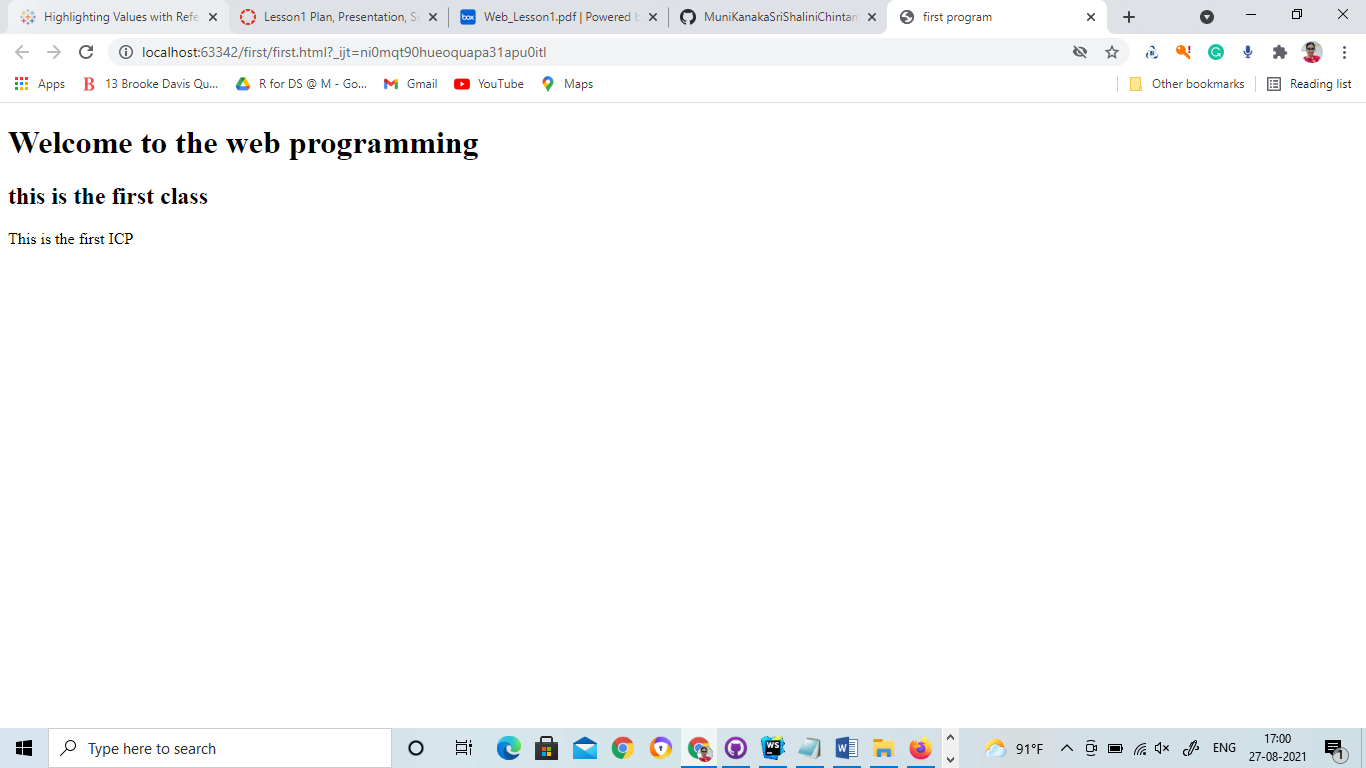 Highlighting Values with Refe
Lesson1 Plan, Presentation, S
Web_Lesson1.pdf | Powered
MuniKanakaSriShaliniChintam
first program
localhost:63342/first/first.html?_ijt=ni0mqt90hueoquapa31apu0itl
Apps
B 13 Brooke Davis Qu...
R for DS @ M - Go...
Gmail
YouTube
Maps
Other bookmarks
Reading list
Welcome to the web programming
this is the first class
This is the first ICP
Type here to search
91°F
ENG
17:00
27-08-2021
1